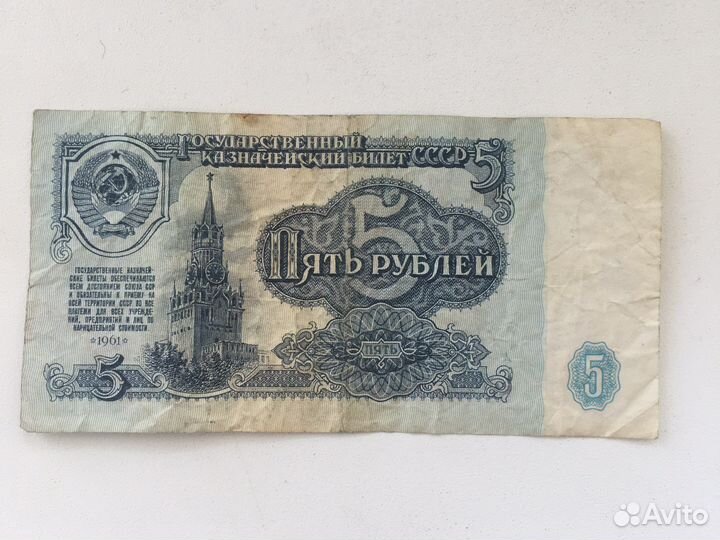 Государственный
казначейский билет СССР
5
5
Пять рублей
Государственные казначей-
ские билеты обеспечиваются
всем достоянием Союза ССР
и обязательны к приему на
всей территории СССР во все
платежи для всех учрежде-
ний, предприятий и лиц по
нарицательной стоимости.
*1961*
пять
5
5
5
Avito